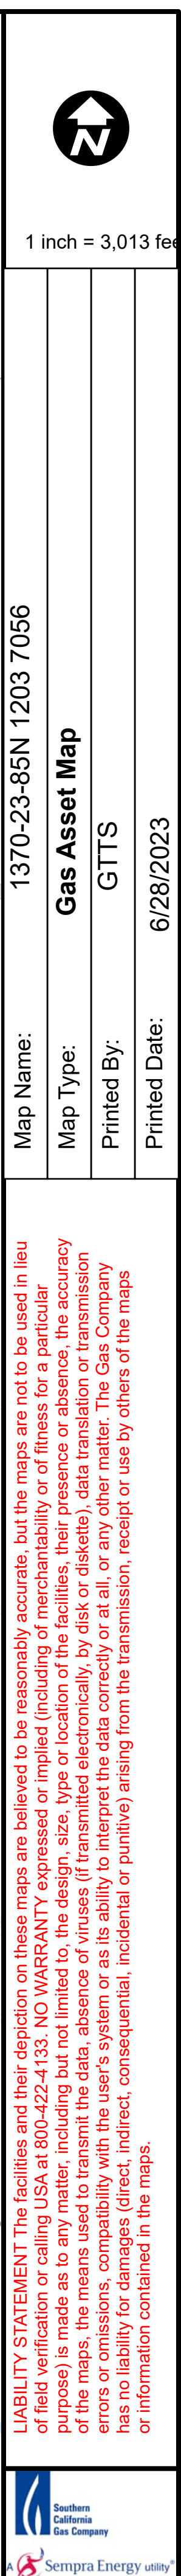 N
1 inch = 3,013 fee
Map Name: 1370-23-85N 1203 7056
Map Type: Gas Asset Map
Printed By: GTTS
Printed Date: 6/28/2023
LIABILITY STATEMENT The facilities and their depiction on these maps are believed to be reasonably accurate, but the maps are not to be used in lieu
of field verification or calling USA at 800-422-4133. NO WARRANTY expressed or implied (including of merchantability or of fitness for a particular
purpose) is made as to any matter, including but not limited to, the design, size, type or location of the facilities, their presence or absence, the accuracy
of the maps, the means used to transmit the data, absence of viruses (if transmitted electronically, by disk or diskette), data translation or transmission
errors or omissions, compatibility with the user's system or as its ability to interpret the data correctly or at all, or any other matter. The Gas Company
has no liability for damages (direct, indirect, consequential, incidental or punitive) arising from the transmission, receipt or use by others of the maps
or information contained in the maps.
Southern
California
Gas Company
A Sempra Energy utility®